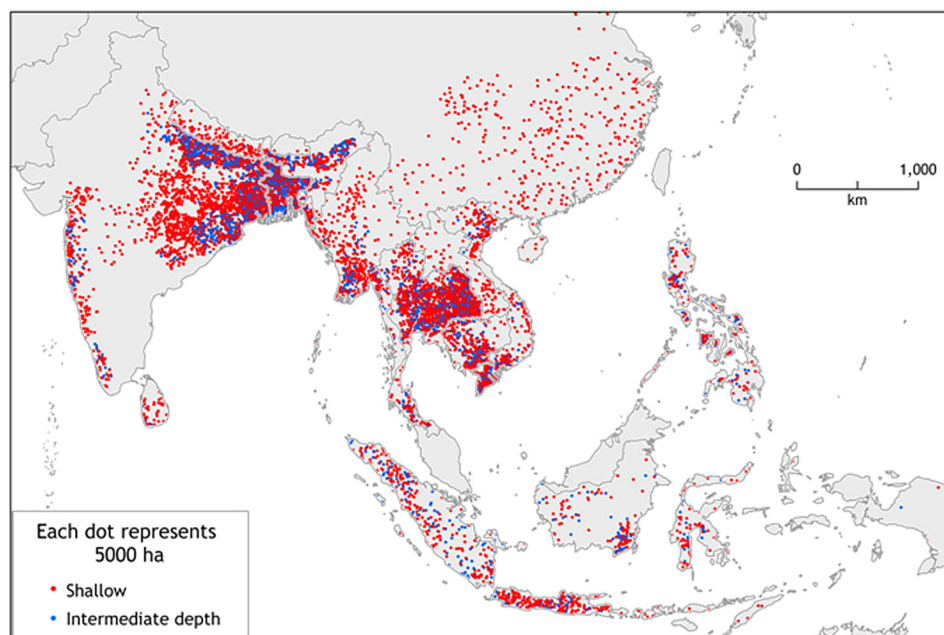 0 1,000
km
Each dot represents
5000 ha
Shallow
Intermediate depth